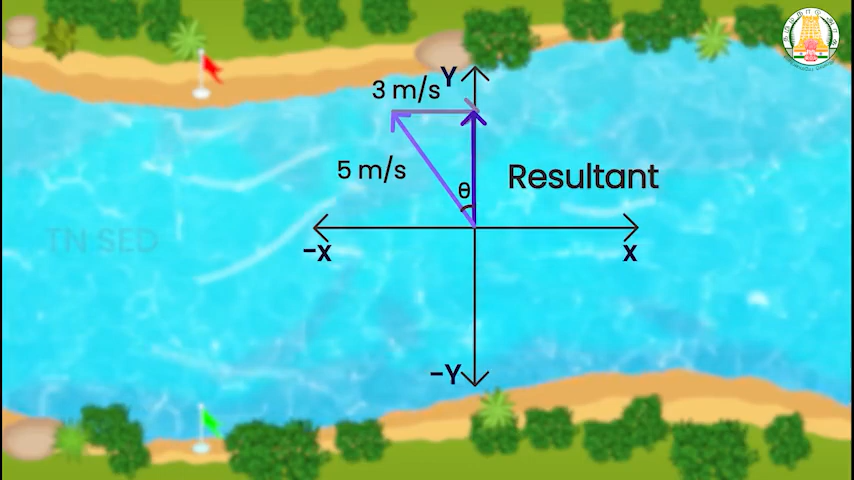 Y
3 m/s
5 m/s
θ
Resultant
TN SED
-X
X
-Y